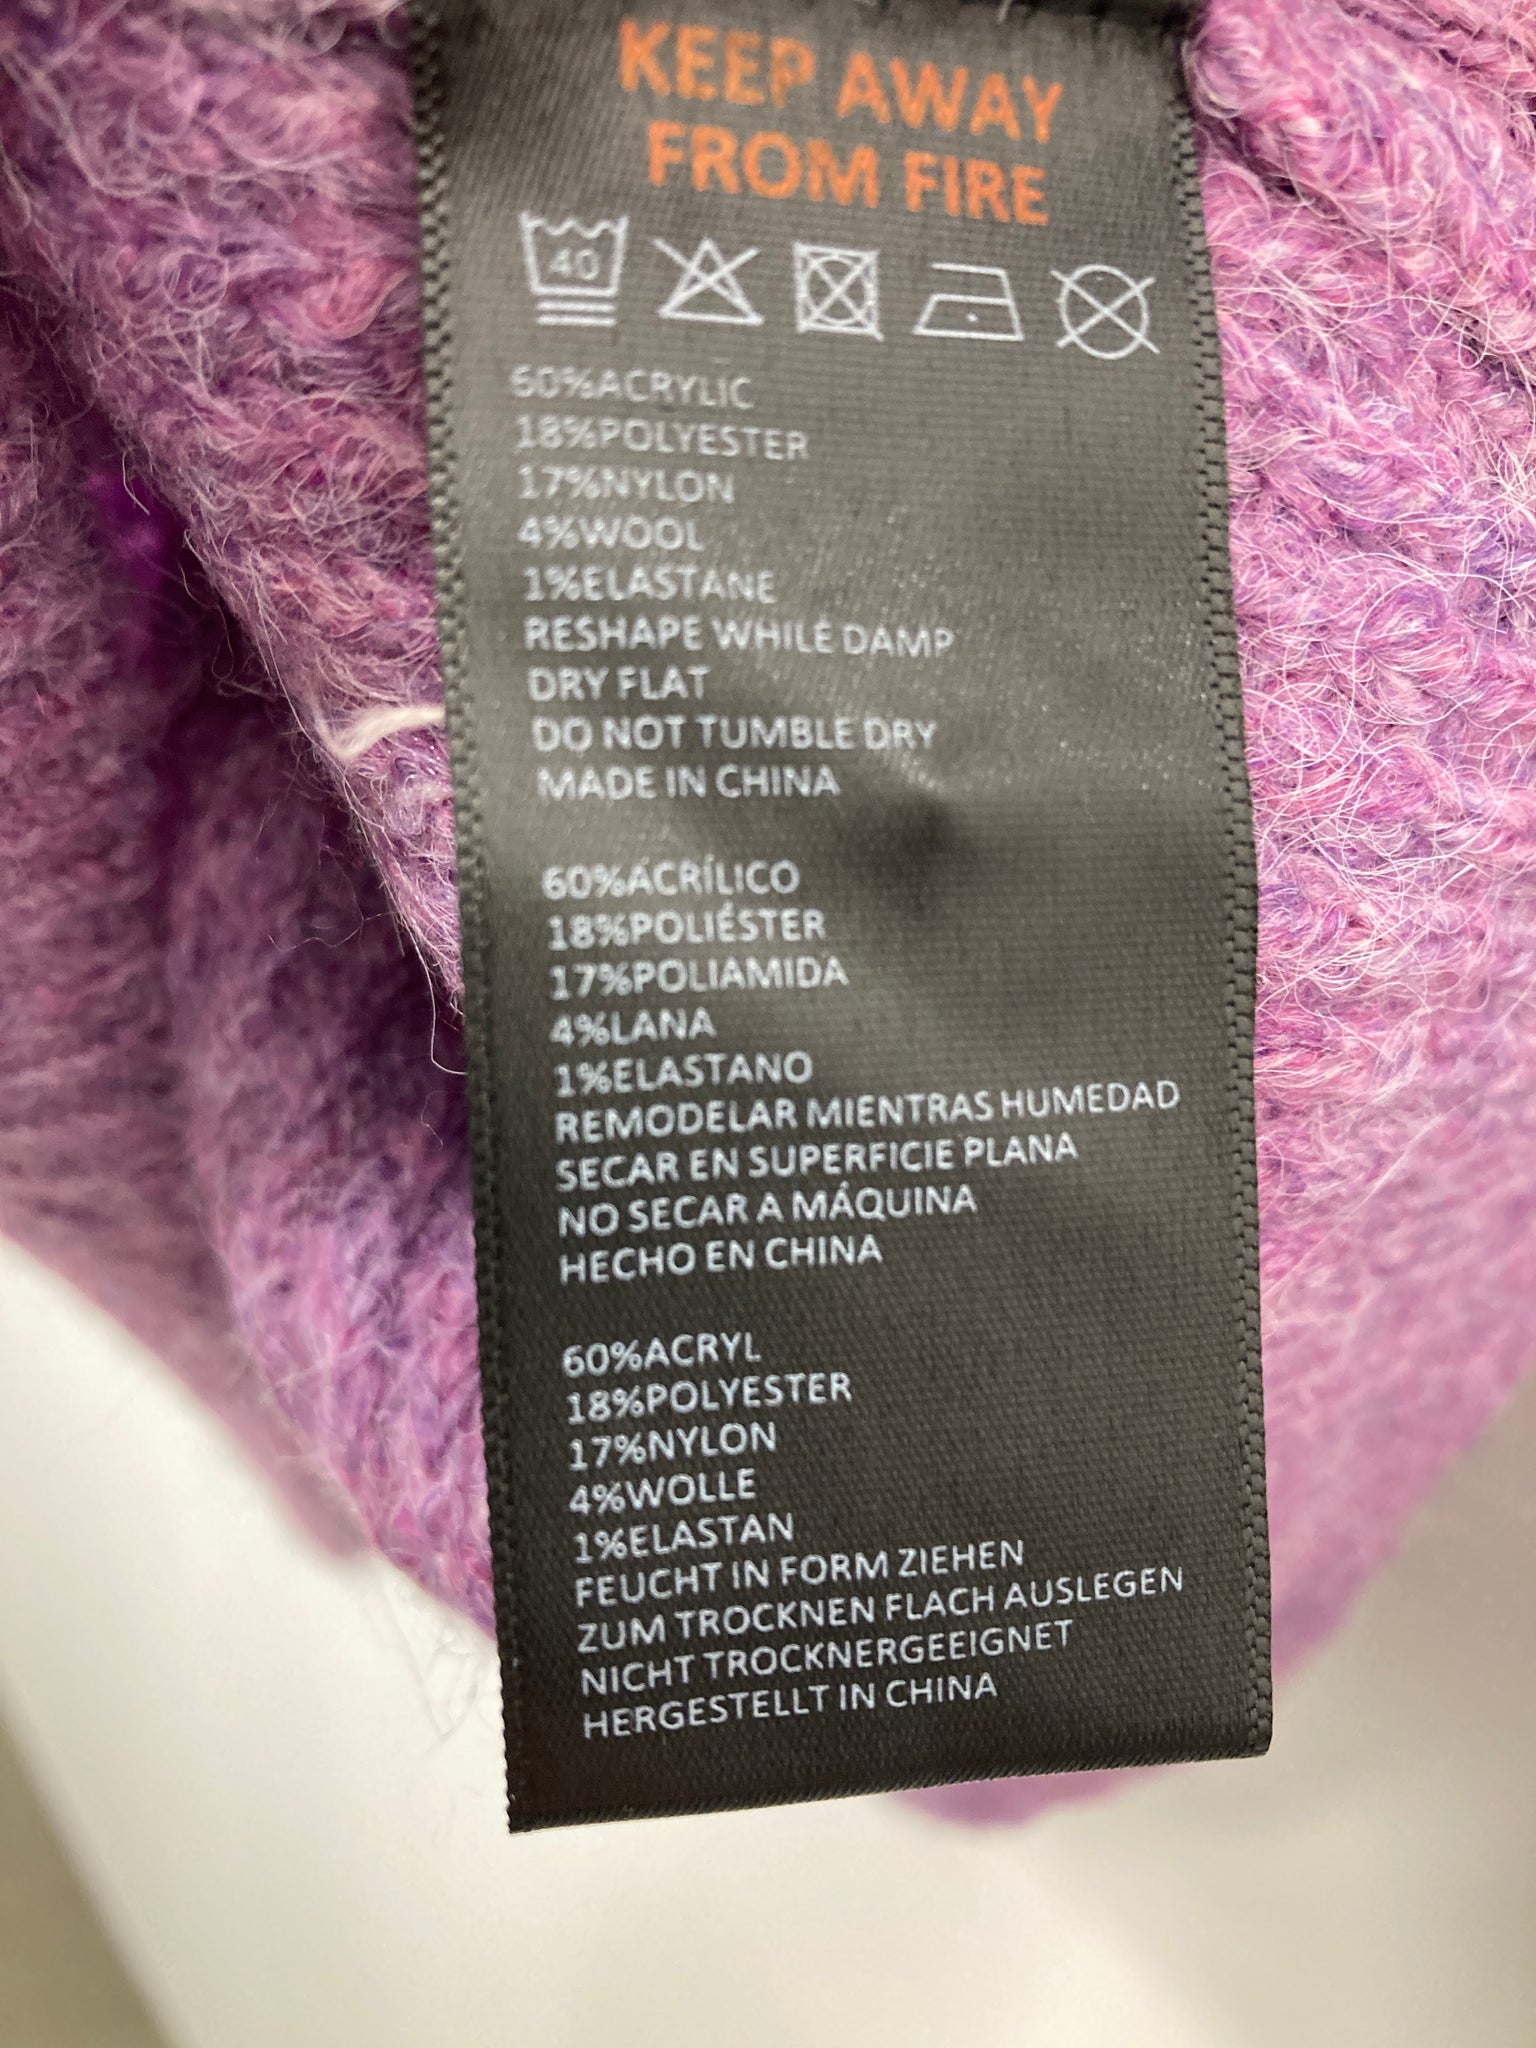 KEEP AWAY
FROM FIRE
40
60%ACRYLIC
18%POLYESTER
17%NYLON
4%WOOL
1%ELASTANE
RESHAPE WHILE DAMP
DRY FLAT
DO NOT TUMBLE DRY
MADE IN CHINA
60%ACRÍLICO
18%POLIÉSTER
17%POLIAMIDA
4%LANA
1%ELASTANO
REMODELAR MIENTRAS HUMEDAD
SECAR EN SUPERFICIE PLANA
NO SECAR A MÁQUINA
HECHO EN CHINA
60%ACRYL
18%POLYESTER
17%NYLON
4%WOLLE
1%ELASTAN
FEUCHT IN FORM ZIEHEN
ZUM TROCKNEN FLACH AUSLEGEN
NICHT TROCKNERGEEIGNET
HERGESTELLT IN CHINA